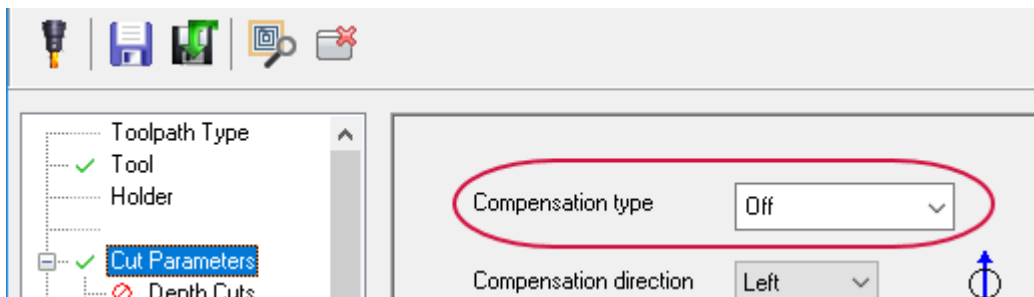 Toolpath Type
Tool
Holder
Cut Parameters
Depth Cuts
Compensation type Off
Compensation direction Left